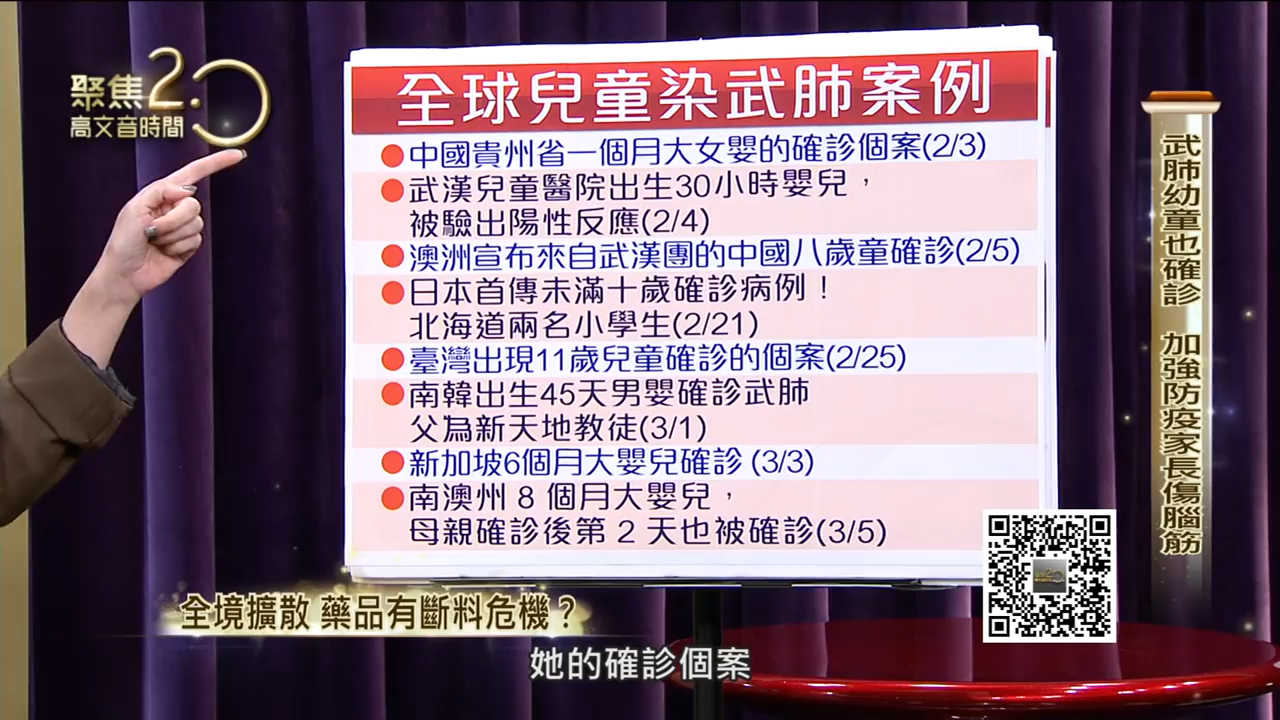 聚焦2.0
高文音時間
全球兒童染武肺案例
●中國貴州省一個月大女嬰的確診個案(2/3)
●武漢兒童醫院出生30小時嬰兒，
被驗出陽性反應(2/4)
●澳洲宣布來自武漢團的中國八歲童確診(2/5)
●日本首傳未滿十歲確診病例！
北海道兩名小學生(2/21)
●臺灣出現11歲兒童確診的個案(2/25)
●南韓出生45天男嬰確診武肺
父為新天地教徒(3/1)
●新加坡6個月大嬰兒確診 (3/3)
●南澳州 8 個月大嬰兒，
母親確診後第 2 天也被確診(3/5)
武肺幼童也確診 加強防疫家長傷腦筋
全境擴散 藥品有斷料危機？
她的確診個案